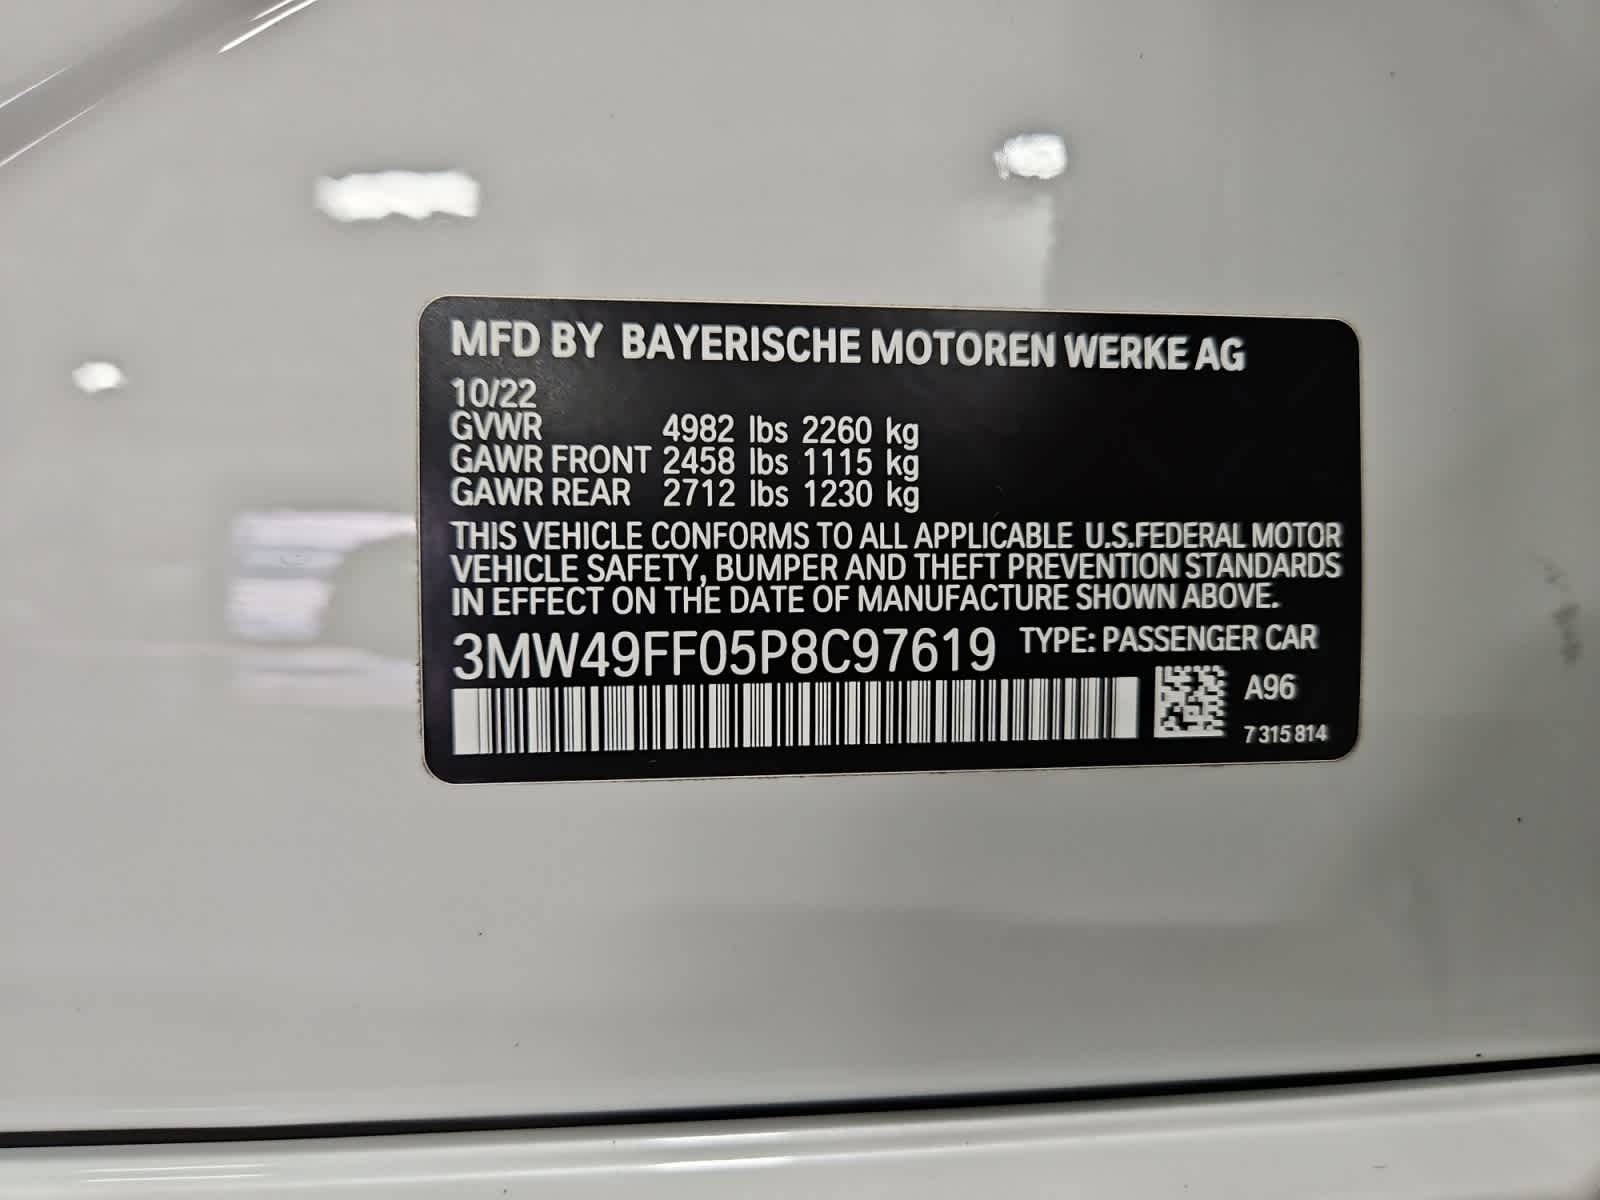 MFD BY BAYERISCHE MOTOREN WERKE AG
10/22
GVWR 4982 lbs 2260 kg
GAWR FRONT 2458 lbs 1115 kg
GAWR REAR 2712 lbs 1230 kg
THIS VEHICLE CONFORMS TO ALL APPLICABLE U.S.FEDERAL MOTOR
VEHICLE SAFETY, BUMPER AND THEFT PREVENTION STANDARDS
IN EFFECT ON THE DATE OF MANUFACTURE SHOWN ABOVE.
3MW49FF05P8C97619 TYPE: PASSENGER CAR
A96
7 315 814